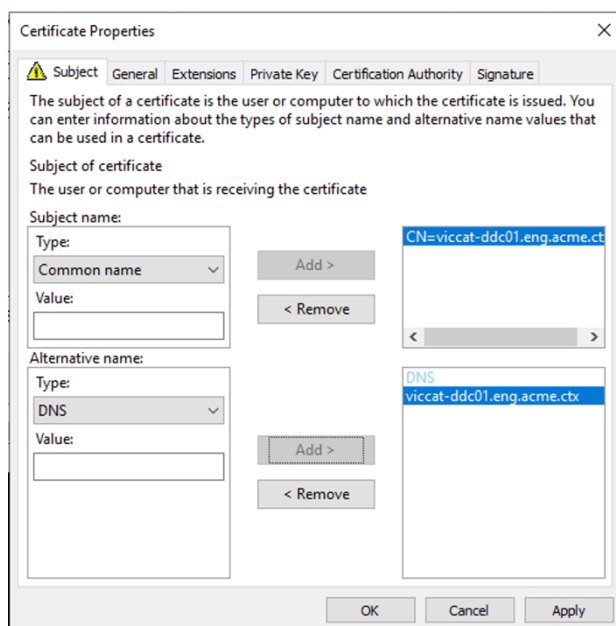 Certificate Properties
Subject
General
Extensions
Private Key
Certification Authority
Signature
The subject of a certificate is the user or computer to which the certificate is issued. You
can enter information about the types of subject name and alternative name values that
can be used in a certificate.
Subject of certificate
The user or computer that is receiving the certificate
Subject name:
Type:
Common name
Value:
Add >
< Remove
CN=viccat-ddc01.eng.acme.ct
Alternative name:
Type:
DNS
Value:
Add >
< Remove
DNS
viccat-ddc01.eng.acme.ctx
OK
Cancel
Apply